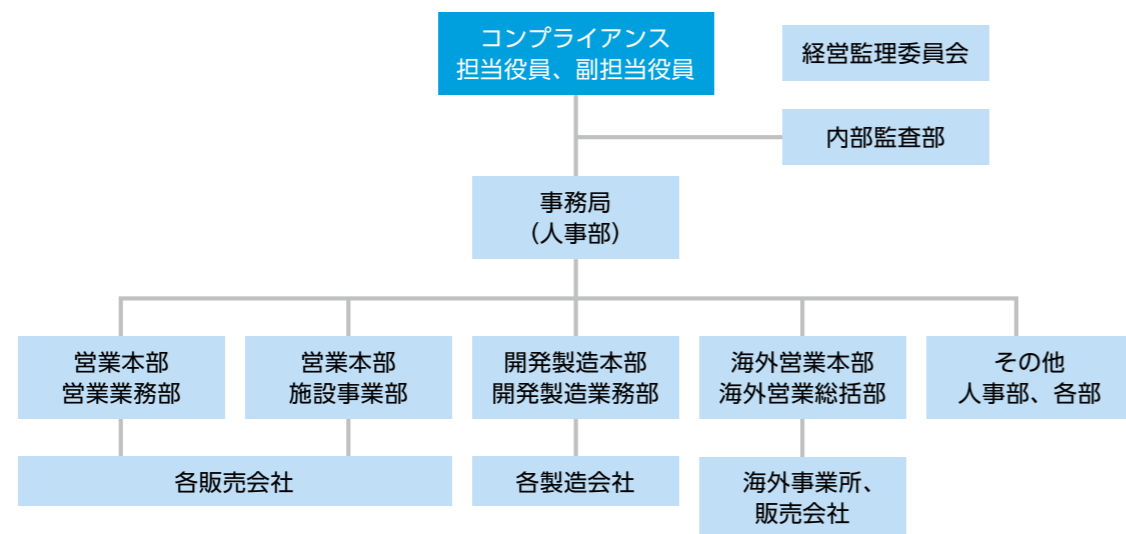 コンプライアンス
担当役員、副担当役員
経営監理委員会
内部監査部
事務局
（人事部）
営業本部
営業業務部
営業本部
施設事業部
開発製造本部
開発製造業務部
海外営業本部
海外営業総括部
その他
人事部、各部
各販売会社
各製造会社
海外事業所、
販売会社